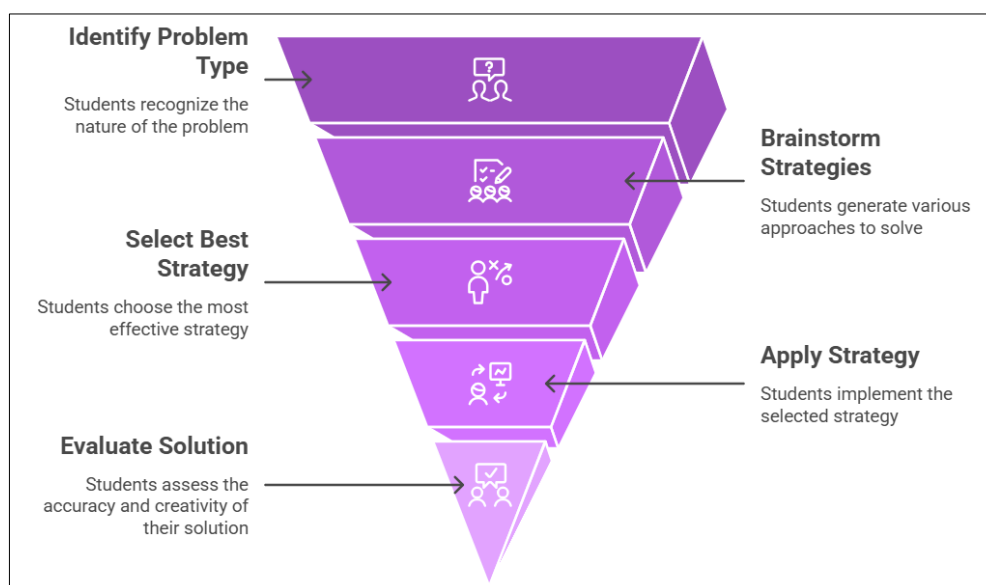 Identify Problem
Type
Students recognize the
nature of the problem
Brainstorm
Strategies
Students generate various
approaches to solve
Select Best
Strategy
Students choose the most
effective strategy
Apply Strategy
Students implement the
selected strategy
Evaluate Solution
Students assess the
accuracy and creativity of
their solution